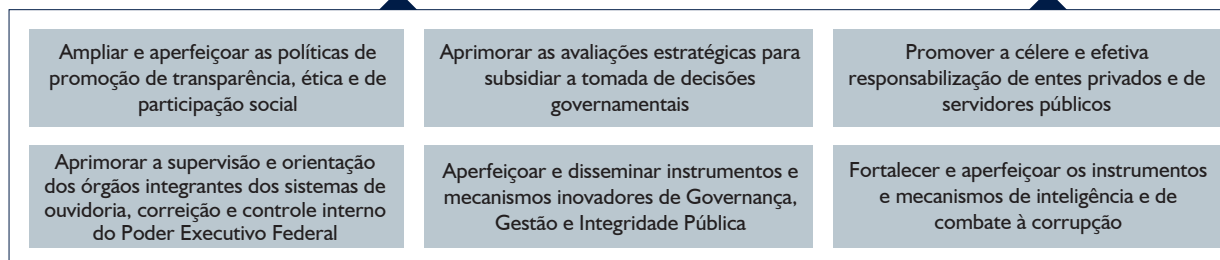 Ampliar e aperfeiçoar as políticas de
promoção de transparência, ética e de
participação social
Aprimorar as avaliações estratégicas para
subsidiar a tomada de decisões
governamentais
Promover a célere e efetiva
responsabilização de entes privados e de
servidores públicos
Aprimorar a supervisão e orientação
dos órgãos integrantes dos sistemas de
ouvidoria, correição e controle interno
do Poder Executivo Federal
Aperfeiçoar e disseminar instrumentos e
mecanismos inovadores de Governança,
Gestão e Integridade Pública
Fortalecer e aperfeiçoar os instrumentos
e mecanismos de inteligência e de
combate à corrupção